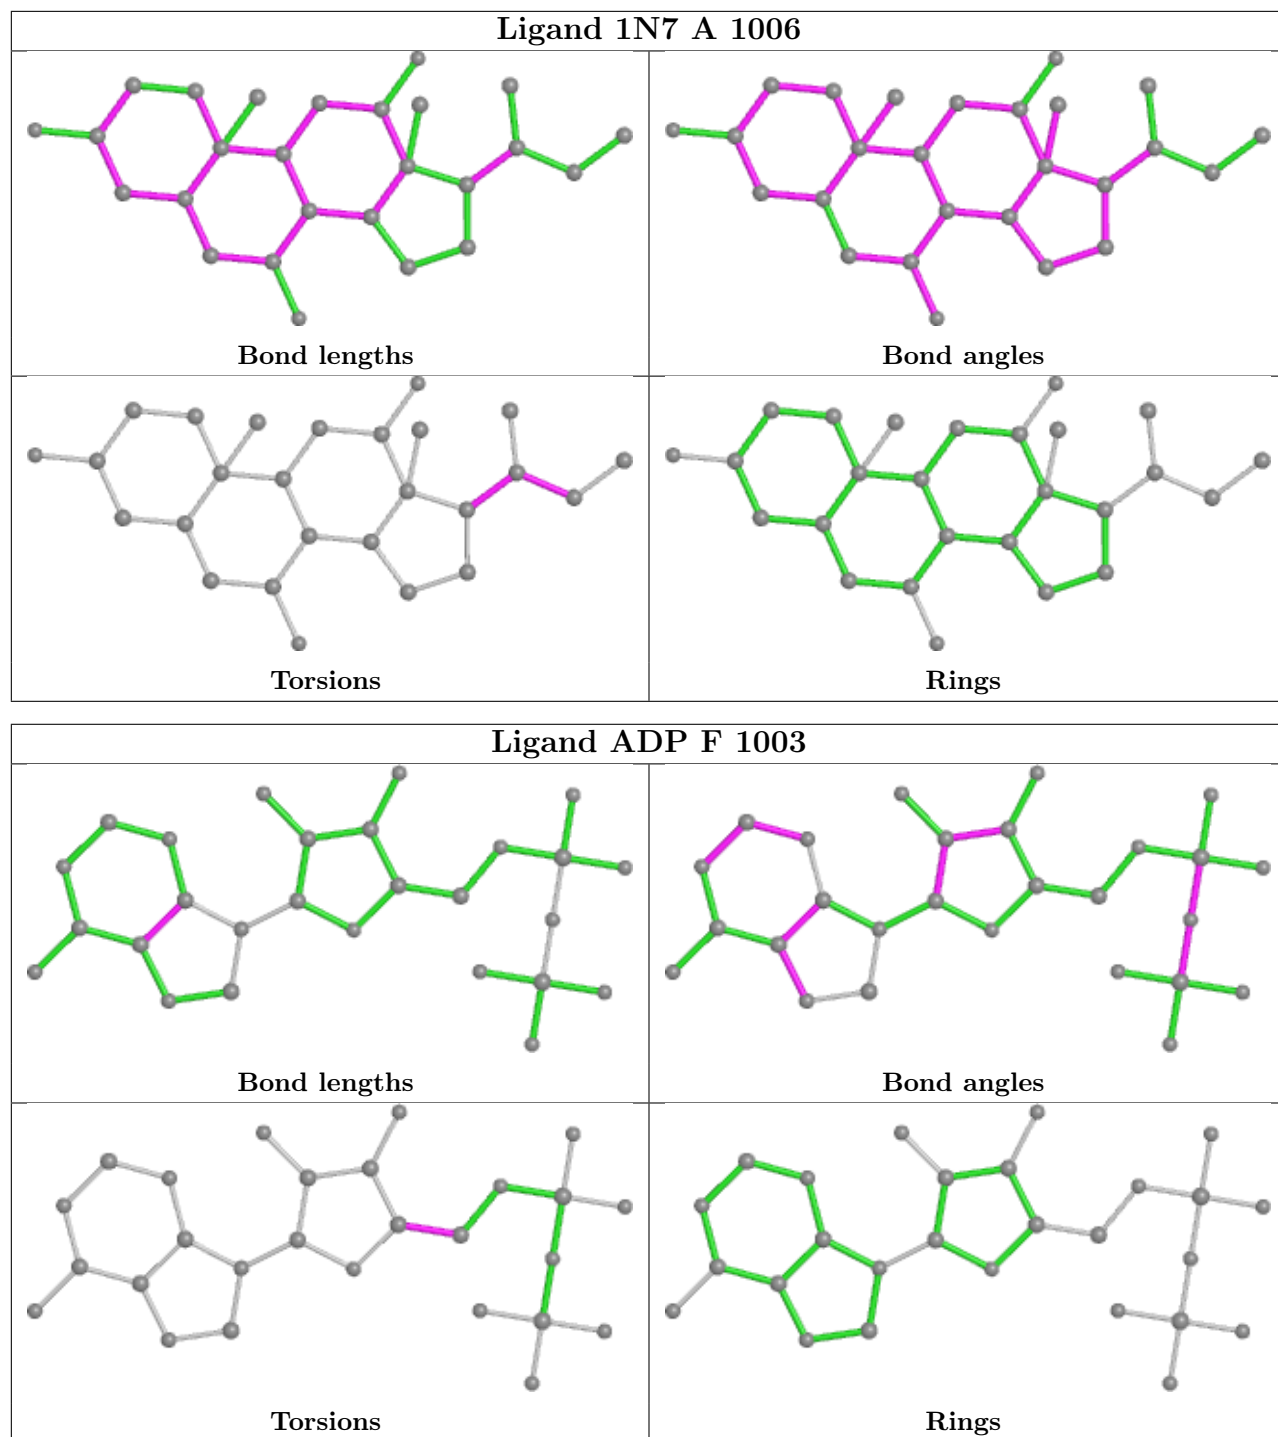 Ligand 1N7 A 1006
Bond lengths
Bond angles
Torsions
Rings
Ligand ADP F 1003
Bond lengths
Bond angles
Torsions
Rings